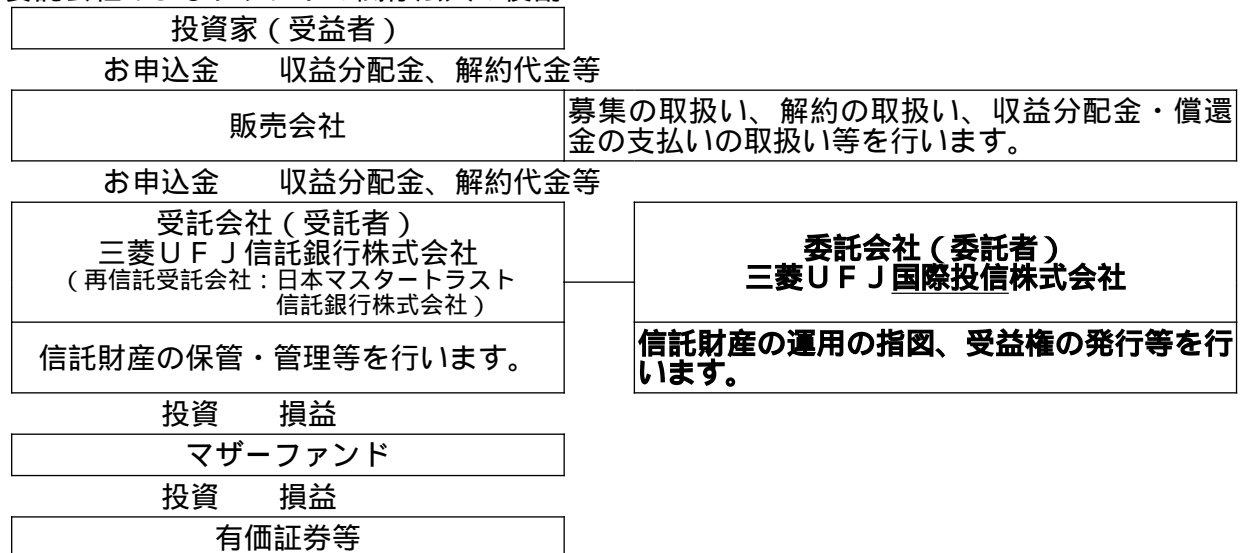 投資家（受益者）
お申込金　　収益分配金、解約代金等
販売会社
募集の取扱い、解約の取扱い、収益分配金・償還
金の支払いの取扱い等を行います。
お申込金　　収益分配金、解約代金等
受託会社（受託者）
三菱ＵＦＪ信託銀行株式会社
（再信託受託会社：日本マスタートラスト
信託銀行株式会社）
委託会社（委託者）
三菱ＵＦＪ国際投信株式会社
信託財産の保管・管理等を行います。
信託財産の運用の指図、受益権の発行等を行
います。
投資　　損益
マザーファンド
投資　　損益
有価証券等